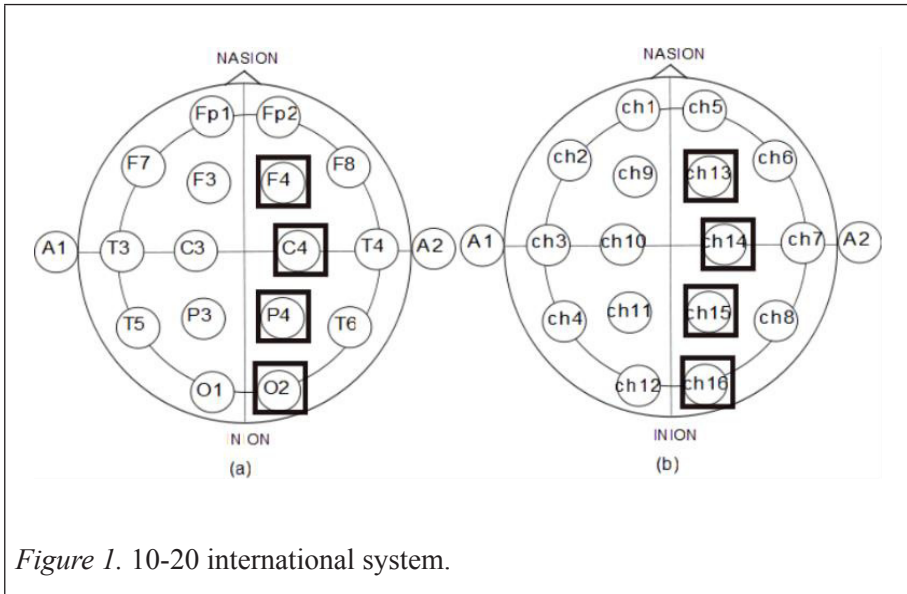 NASION
Fp1 Fp2
F7 F3 F4 F8
A1 T3 C3 C4 T4 A2
T5 P3 P4 T6
O1 O2
INION
(a)
NASION
ch1 ch5
ch2 ch9 ch13 ch6
A1 ch3 ch10 ch14 ch7 A2
ch4 ch11 ch15 ch8
ch12 ch16
INION
(b)
Figure 1. 10-20 international system.